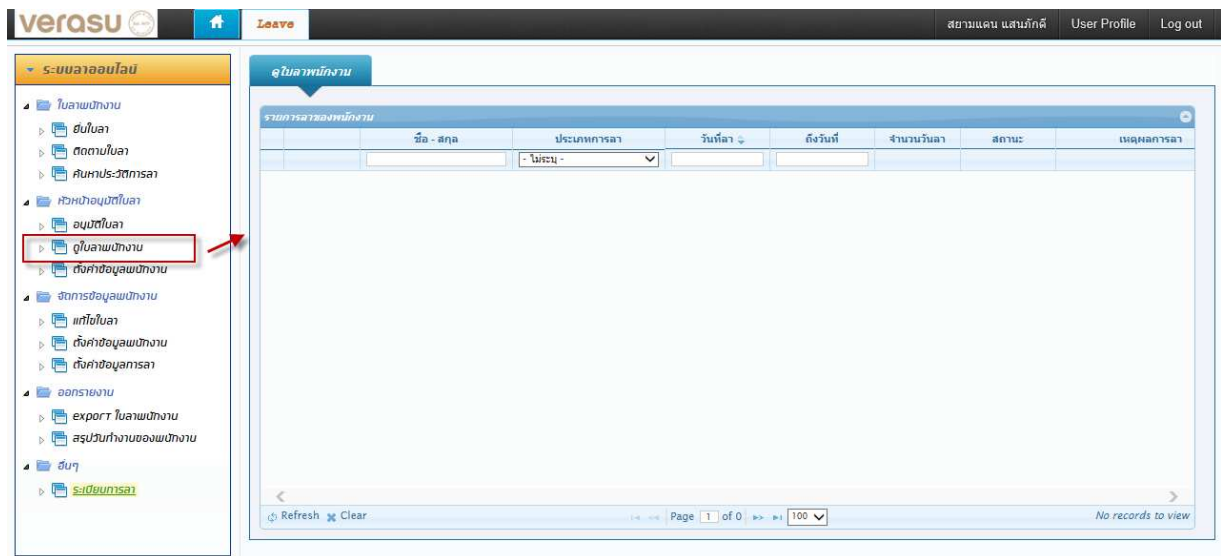 verasu
Leave
สยามแดน แสนภักดี User Profile Log out
ระบบลาออนไลน์
ใบลาพนักงาน
ยื่นใบลา
ติดตามใบลา
ค้นหาประวัติการลา
หัวหน้าอนุมัติใบลา
อนุมัติใบลา
ดูใบลาพนักงาน
ตั้งค่าข้อมูลพนักงาน
จัดการข้อมูลพนักงาน
แก้ไขใบลา
ตั้งค่าข้อมูลพนักงาน
ตั้งค่าข้อมูลการลา
ออกรายงาน
export ใบลาพนักงาน
สรุปวันทำงานของพนักงาน
อื่นๆ
ระเบียบการลา
ดูใบลาพนักงาน
รายการลาของพนักงาน
ชื่อ - สกุล ประเภทการลา วันที่ลา ถึงวันที่ จำนวนวันลา สถานะ เหตุผลการลา
- ไม่ระบุ -
Refresh Clear Page 1 of 0 100 No records to view